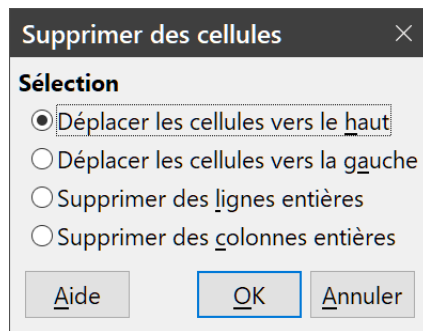 Supprimer des cellules
Sélection
Déplacer les cellules vers le haut
Déplacer les cellules vers la gauche
Supprimer des lignes entières
Supprimer des colonnes entières
Aide OK Annuler